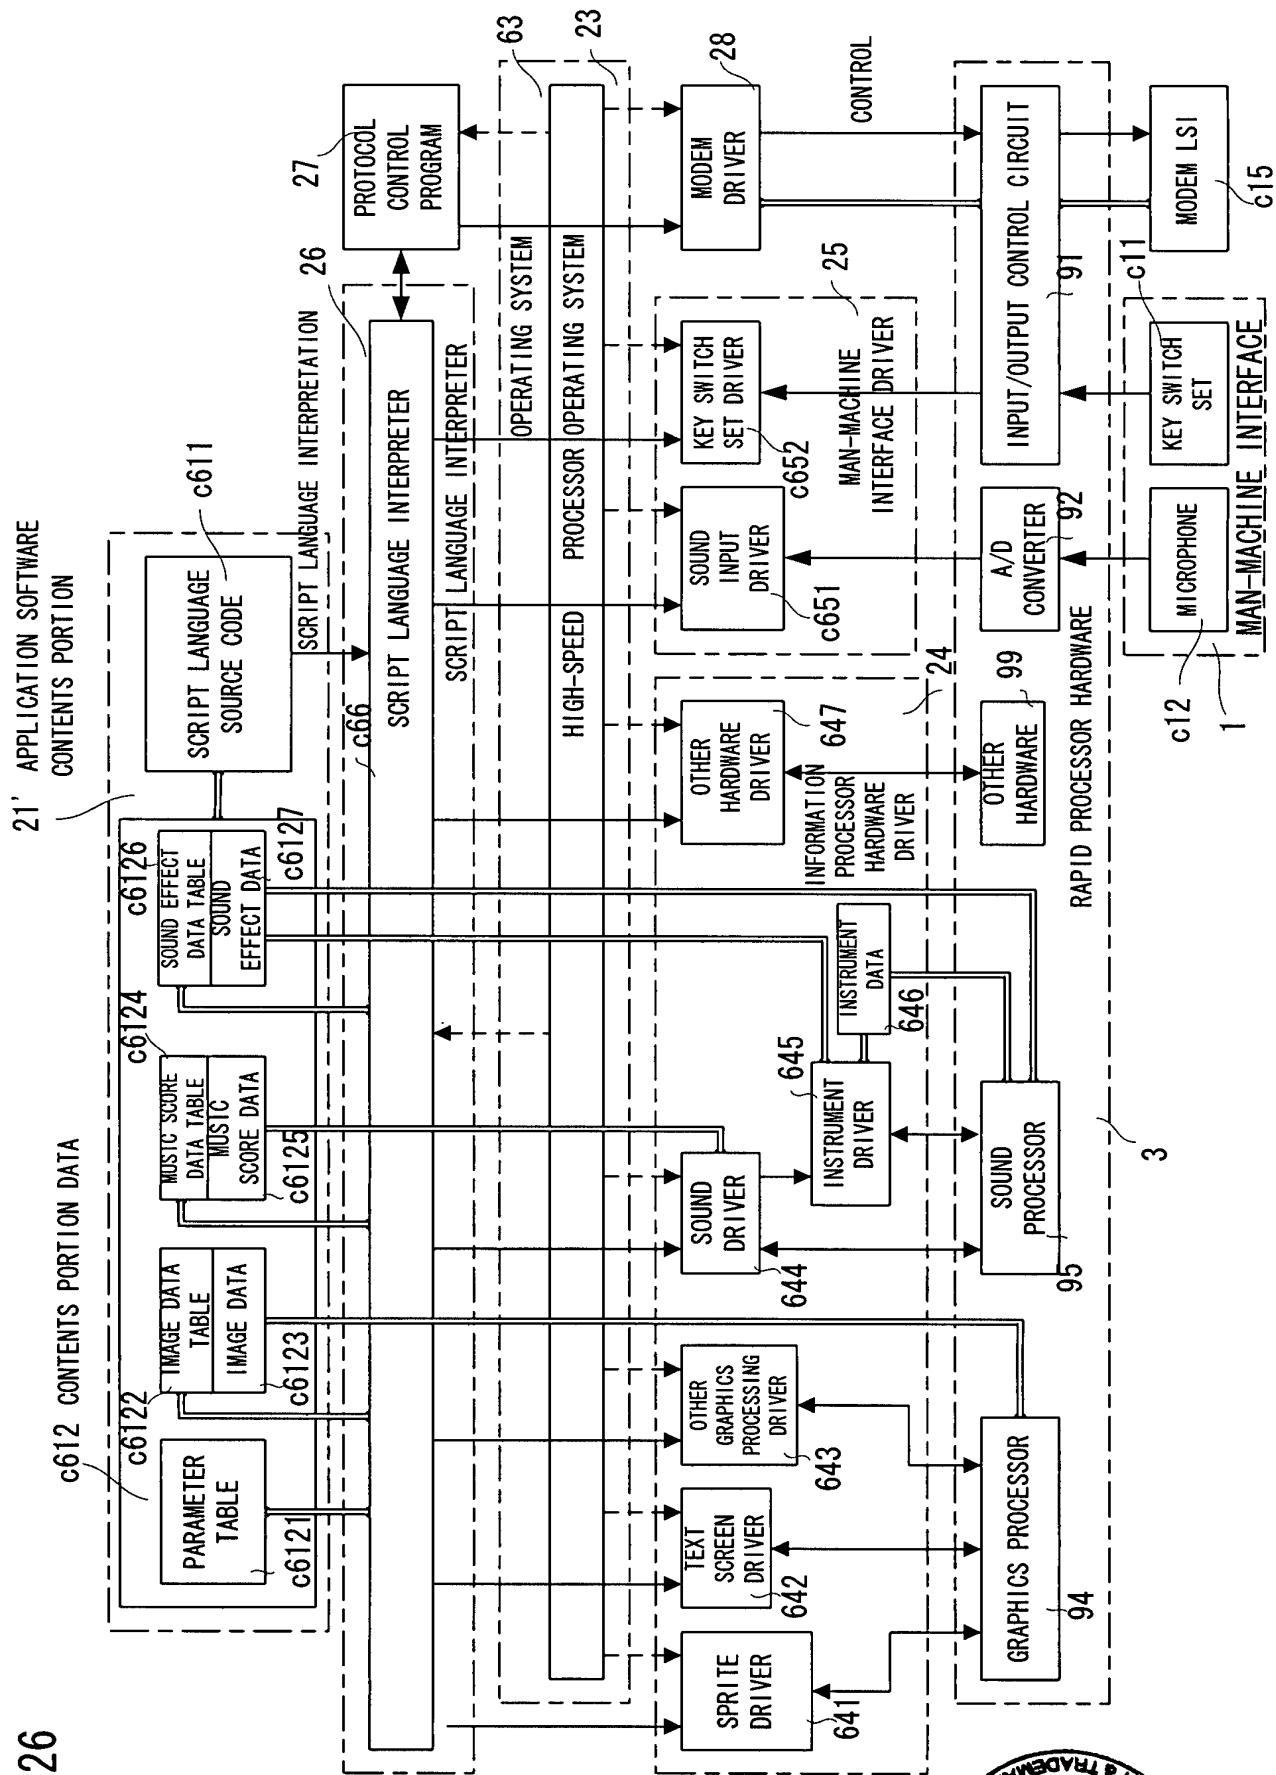 26
21' APPLICATION SOFTWARE
CONTENTS PORTION
c612 CONTENTS PORTION DATA
c6122
c6124
c6126
c611
PARAMETER
TABLE
c6121
IMAGE DATA
TABLE
IMAGE DATA
c6123
MUSIC SCORE
DATA TABLE
MUSIC
SCORE DATA
c6125
SOUND EFFECT
DATA TABLE
SOUND
EFFECT DATA
c6127
SCRIPT LANGUAGE
SOURCE CODE
SCRIPT LANGUAGE INTERPRETATION
26
27
PROTOCOL
CONTROL
PROGRAM
c66
SCRIPT LANGUAGE INTERPRETER
SCRIPT LANGUAGE INTERPRETER
OPERATING SYSTEM
63
HIGH-SPEED PROCESSOR OPERATING SYSTEM
23
SPRITE
DRIVER
641
TEXT
SCREEN
DRIVER
642
OTHER
GRAPHICS
PROCESSING
DRIVER
643
SOUND
DRIVER
644
645
INSTRUMENT
DRIVER
INSTRUMENT
DATA
646
OTHER
HARDWARE
DRIVER
647
INFORMATION
PROCESSOR
HARDWARE
DRIVER
24
SOUND
INPUT
DRIVER
c651
KEY SWITCH
SET DRIVER
c652
MAN-MACHINE
INTERFACE DRIVER
25
MODEM
DRIVER
28
CONTROL
GRAPHICS PROCESSOR
94
SOUND
PROCESSOR
95
OTHER
HARDWARE
99
A/D
CONVERTER
92
INPUT/OUTPUT CONTROL CIRCUIT
91
RAPID PROCESSOR HARDWARE
3
MICROPHONE
c12
KEY SWITCH
SET
c11
MAN-MACHINE INTERFACE
1
MODEM LSI
c15
& TRADEMA